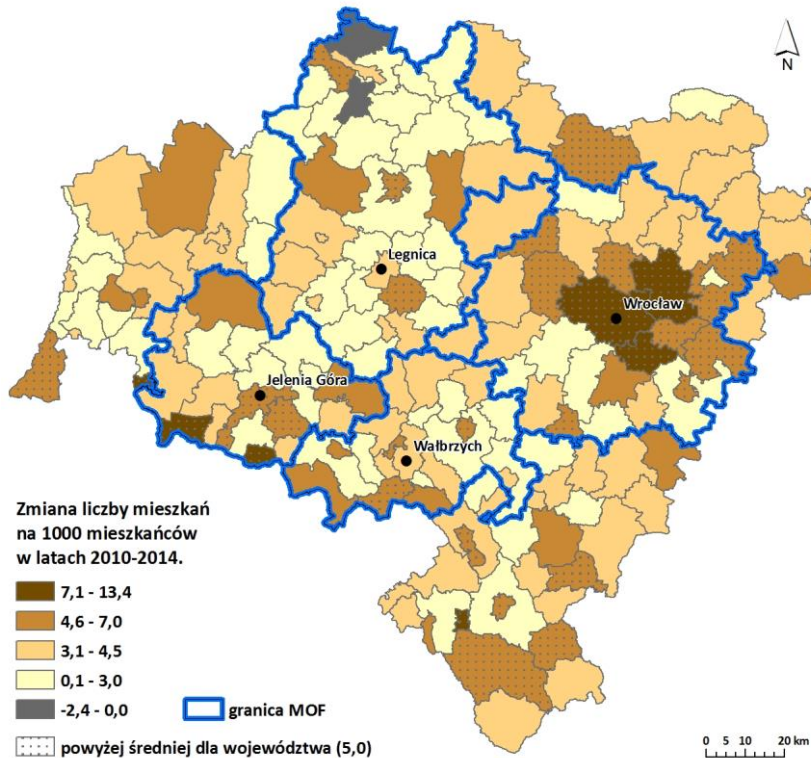 N
Legnica
Wrocław
Jelenia Góra
Wałbrzych
Zmiana liczby mieszkań
na 1000 mieszkańców
w latach 2010-2014.
7,1 - 13,4
4,6 - 7,0
3,1 - 4,5
0,1 - 3,0
-2,4 - 0,0
granica MOF
powyżej średniej dla województwa (5,0)
0 5 10 20 km